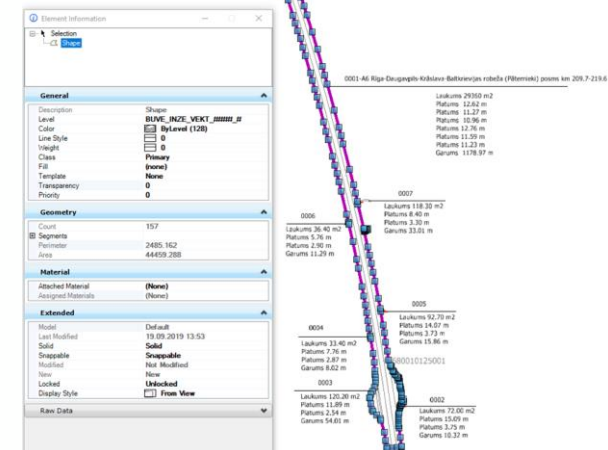 Element Information
Selection
Shape
General
Description Shape
Level BUVE_INZE_VEKT_#####_#
Color ByLevel (128)
Line Style 0
Weight 0
Class Primary
Fill (none)
Template None
Transparency 0
Priority 0
Geometry
Count 157
Segments
Perimeter 2485.162
Area 44459.288
Material
Attached Material (None)
Assigned Materials (None)
Extended
Model Default
Last Modified 19.09.2019 13:53
Solid Solid
Snappable Snappable
Modified Not Modified
New New
Locked Unlocked
Display Style From View
Raw Data
0001-A6 Rīga-Daugavpils-Krāslava-Baltkrievijas robeža (Pāternieki) posms km 209.7-219.6
Laukums 29350 m2
Platums 12.62 m
Platums 11.27 m
Platums 10.96 m
Platums 12.76 m
Platums 11.59 m
Platums 11.23 m
Garums 1178.97 m
0007
Laukums 118.30 m2
Platums 8.40 m
Platums 3.30 m
Garums 33.01 m
0006
Laukums 36.40 m2
Platums 5.76 m
Platums 2.90 m
Garums 11.29 m
0005
Laukums 92.70 m2
Platums 14.07 m
Platums 3.73 m
Garums 15.86 m
0004
Laukums 33.40 m2
Platums 7.76 m
Platums 2.87 m
Garums 8.02 m
68001012​5001
0003
Laukums 120.20 m2
Platums 11.89 m
Platums 2.54 m
Garums 54.01 m
0002
Laukums 72.00 m2
Platums 15.09 m
Platums 3.75 m
Garums 10.32 m